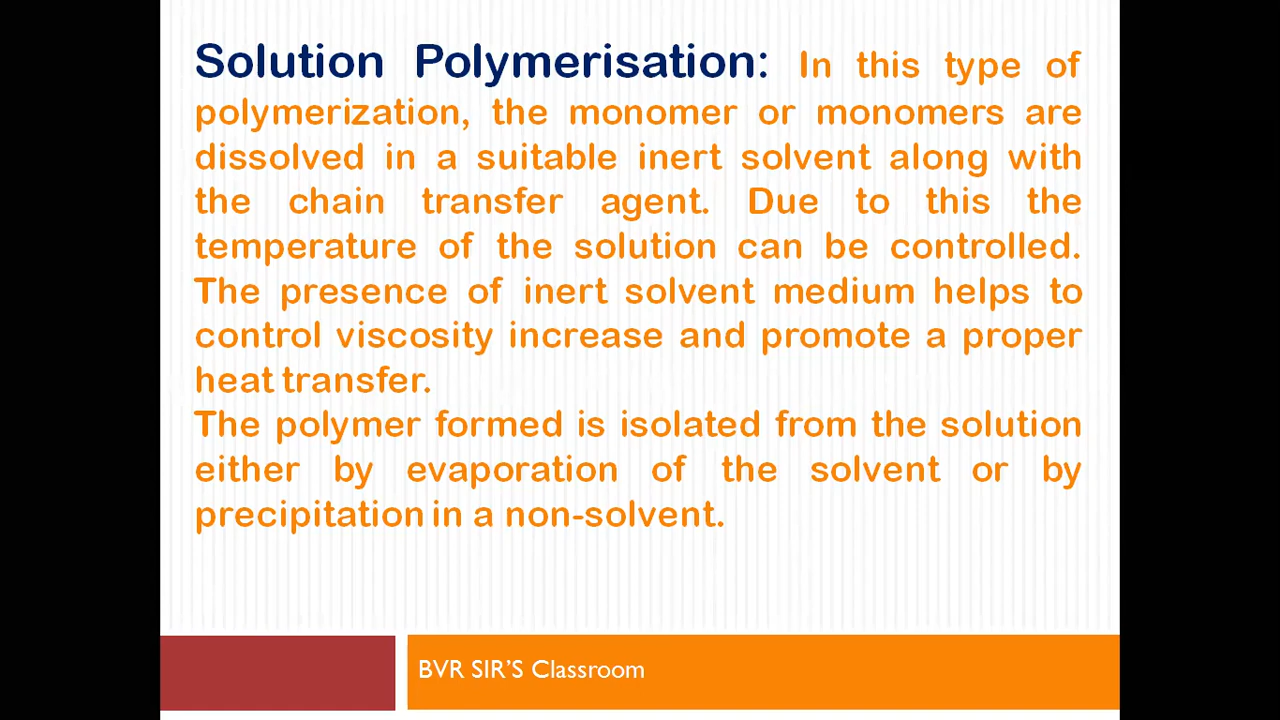 Solution Polymerisation: In this type of
polymerization, the monomer or monomers are
dissolved in a suitable inert solvent along with
the chain transfer agent. Due to this the
temperature of the solution can be controlled.
The presence of inert solvent medium helps to
control viscosity increase and promote a proper
heat transfer.
The polymer formed is isolated from the solution
either by evaporation of the solvent or by
precipitation in a non-solvent.
BVR SIR'S Classroom